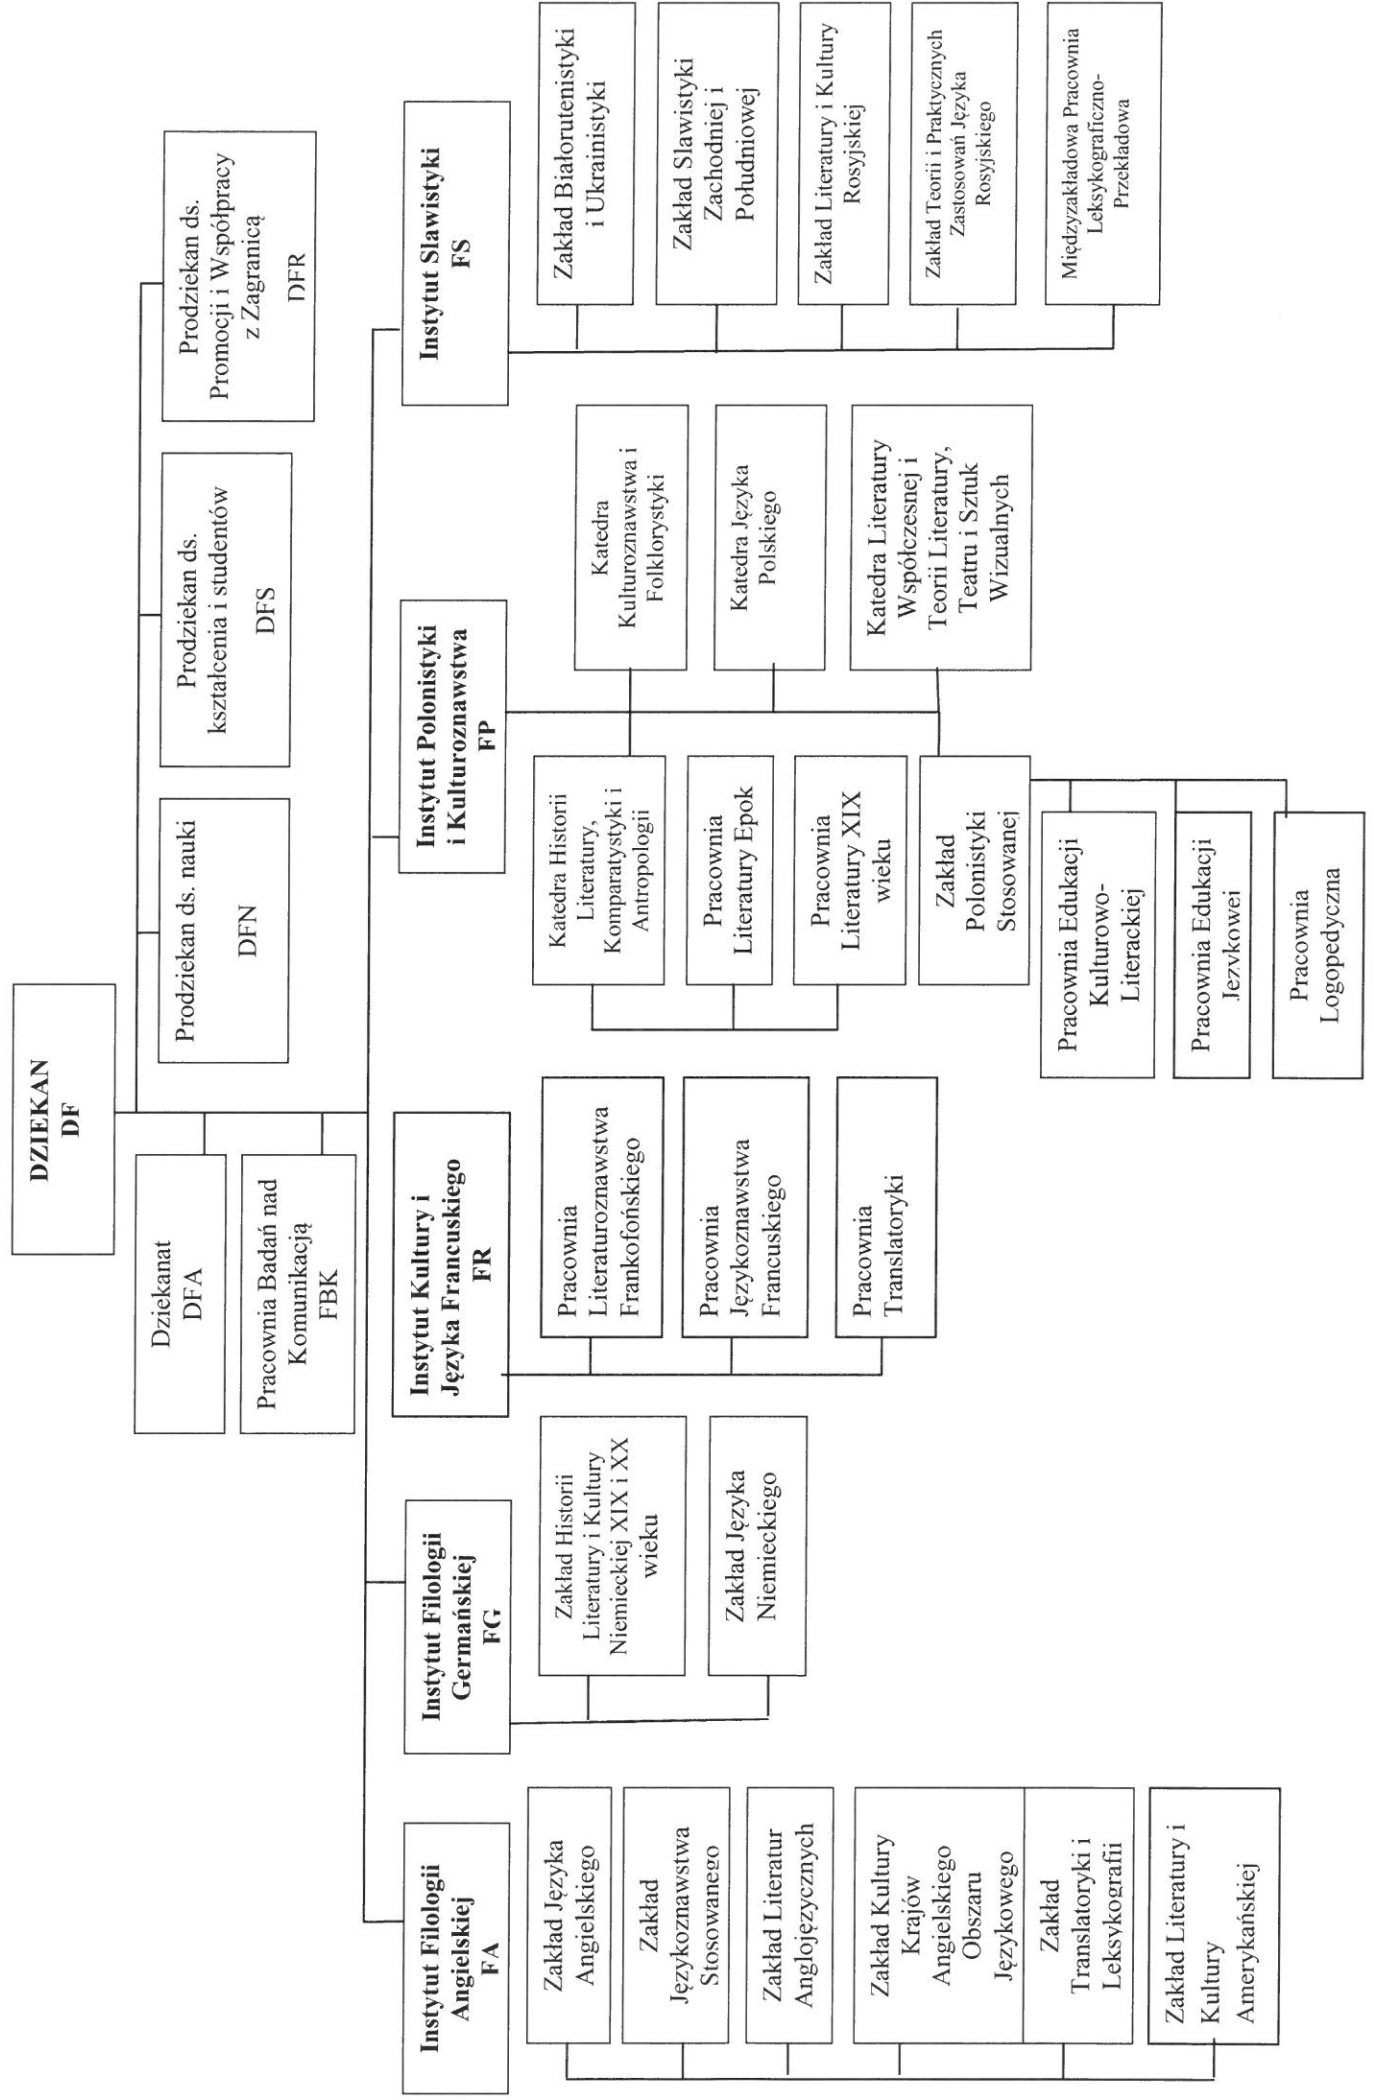 DZIEKAN
DF
Dziekanat
DFA
Pracownia Badań nad
Komunikacją
FBK
Prodziekan ds. nauki
DFN
Prodziekan ds.
kształcenia i studentów
DFS
Prodziekan ds.
Promocji i Współpracy
z Zagranicą
DFR
Instytut Filologii
Angielskiej
FA
Zakład Języka
Angielskiego
Zakład
Językoznawstwa
Stosowanego
Zakład Literatur
Anglojęzycznych
Zakład Kultury
Krajów
Angielskiego
Obszaru
Językowego
Zakład
Translatoryki i
Leksykografii
Zakład Literatury i
Kultury
Amerykańskiej
Instytut Filologii
Germańskiej
FG
Zakład Historii
Literatury i Kultury
Niemieckiej XIX i XX
wieku
Zakład Języka
Niemieckiego
Instytut Kultury i
Języka Francuskiego
FR
Pracownia
Literaturoznawstwa
Frankofońskiego
Pracownia
Językoznawstwa
Francuskiego
Pracownia
Translatoryki
Instytut Polonistyki
i Kulturoznawstwa
FP
Katedra Historii
Literatury,
Komparatystyki i
Antropologii
Pracownia
Literatury Epok
Pracownia
Literatury XIX
wieku
Zakład
Polonistyki
Stosowanej
Pracownia Edukacji
Kulturowo-
Literackiej
Pracownia Edukacji
Językowej
Pracownia
Logopedyczna
Katedra
Kulturoznawstwa i
Folklorystyki
Katedra Języka
Polskiego
Katedra Literatury
Współczesnej i
Teorii Literatury,
Teatru i Sztuk
Wizualnych
Instytut Slawistyki
FS
Zakład Białorutenistyki
i Ukrainistyki
Zakład Slawistyki
Zachodniej i
Południowej
Zakład Literatury i Kultury
Rosyjskiej
Zakład Teorii i Praktycznych
Zastosowań Języka
Rosyjskiego
Międzyzakładowa Pracownia
Leksykograficzno-
Przekładowa